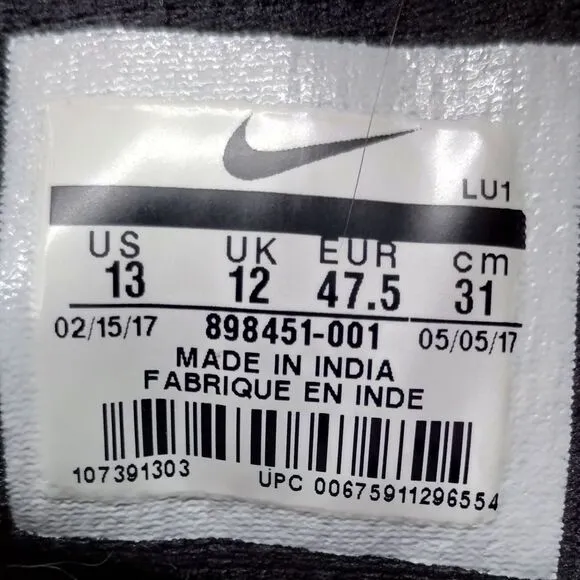 LU1
US UK EUR cm
13 12 47.5 31
02/15/17 898451-001 05/05/17
MADE IN INDIA
FABRIQUE EN INDE
107391303 UPC 00675911296554